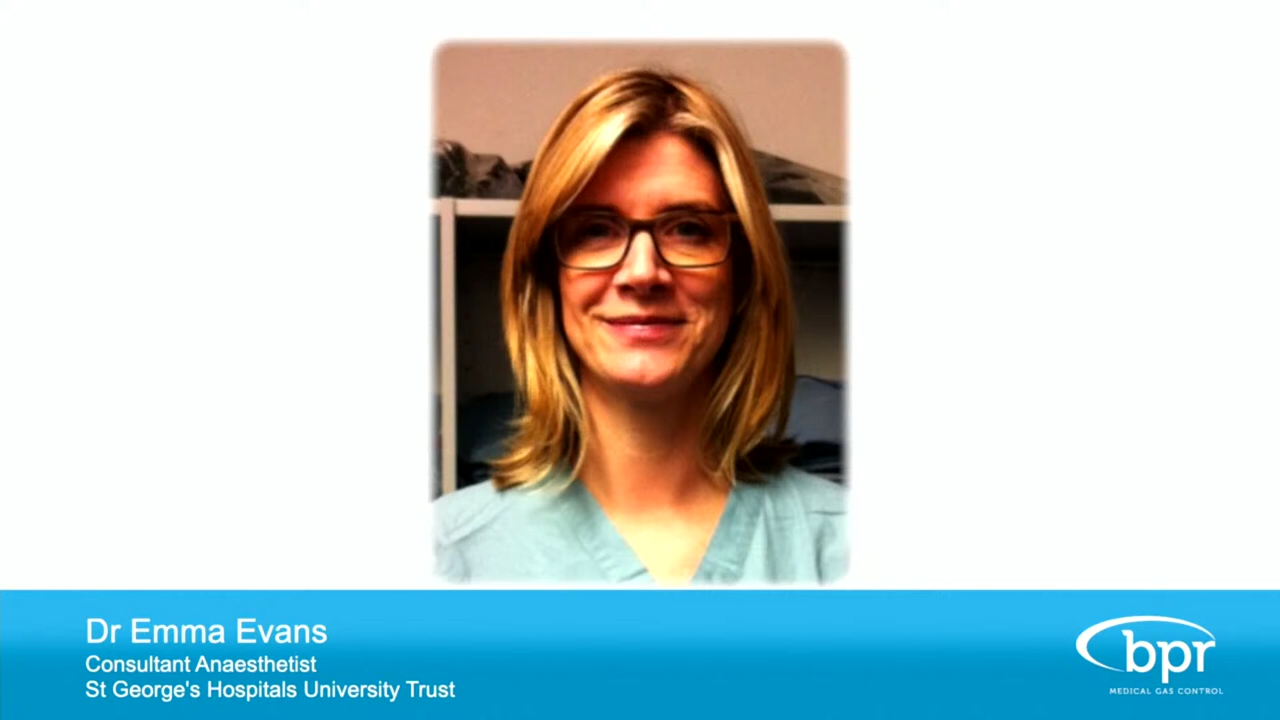 Dr Emma Evans
Consultant Anaesthetist
St George's Hospitals University Trust
bpr
MEDICAL GAS CONTROL